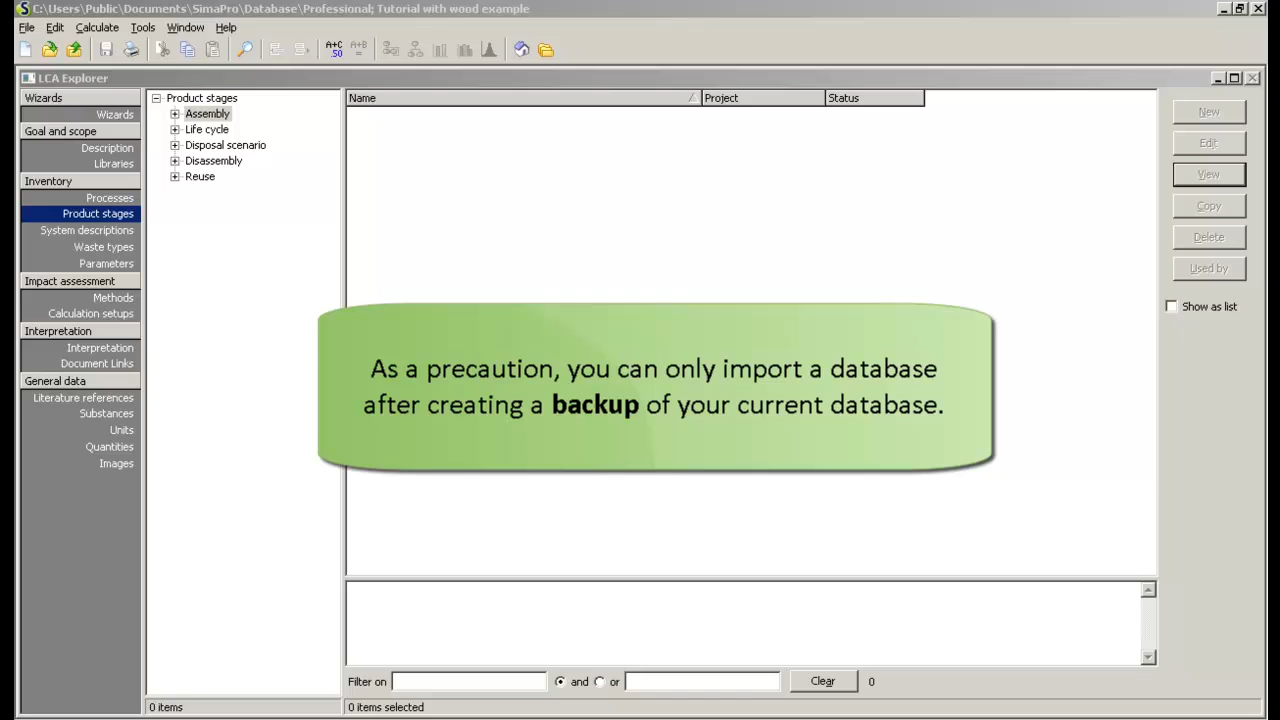 C:\Users\Public\Documents\SimaPro\Database\Professional; Tutorial with wood example
File Edit Calculate Tools Window Help
A+C
.50
A+B
LCA Explorer
Wizards
Wizards
Goal and scope
Description
Libraries
Inventory
Processes
Product stages
System descriptions
Waste types
Parameters
Impact assessment
Methods
Calculation setups
Interpretation
Interpretation
Document Links
General data
Literature references
Substances
Units
Quantities
Images
Product stages
Assembly
Life cycle
Disposal scenario
Disassembly
Reuse
Name Project Status
New
Edit
View
Copy
Delete
Used by
Show as list
As a precaution, you can only import a database
after creating a backup of your current database.
Filter on and or Clear 0
0 items 0 items selected